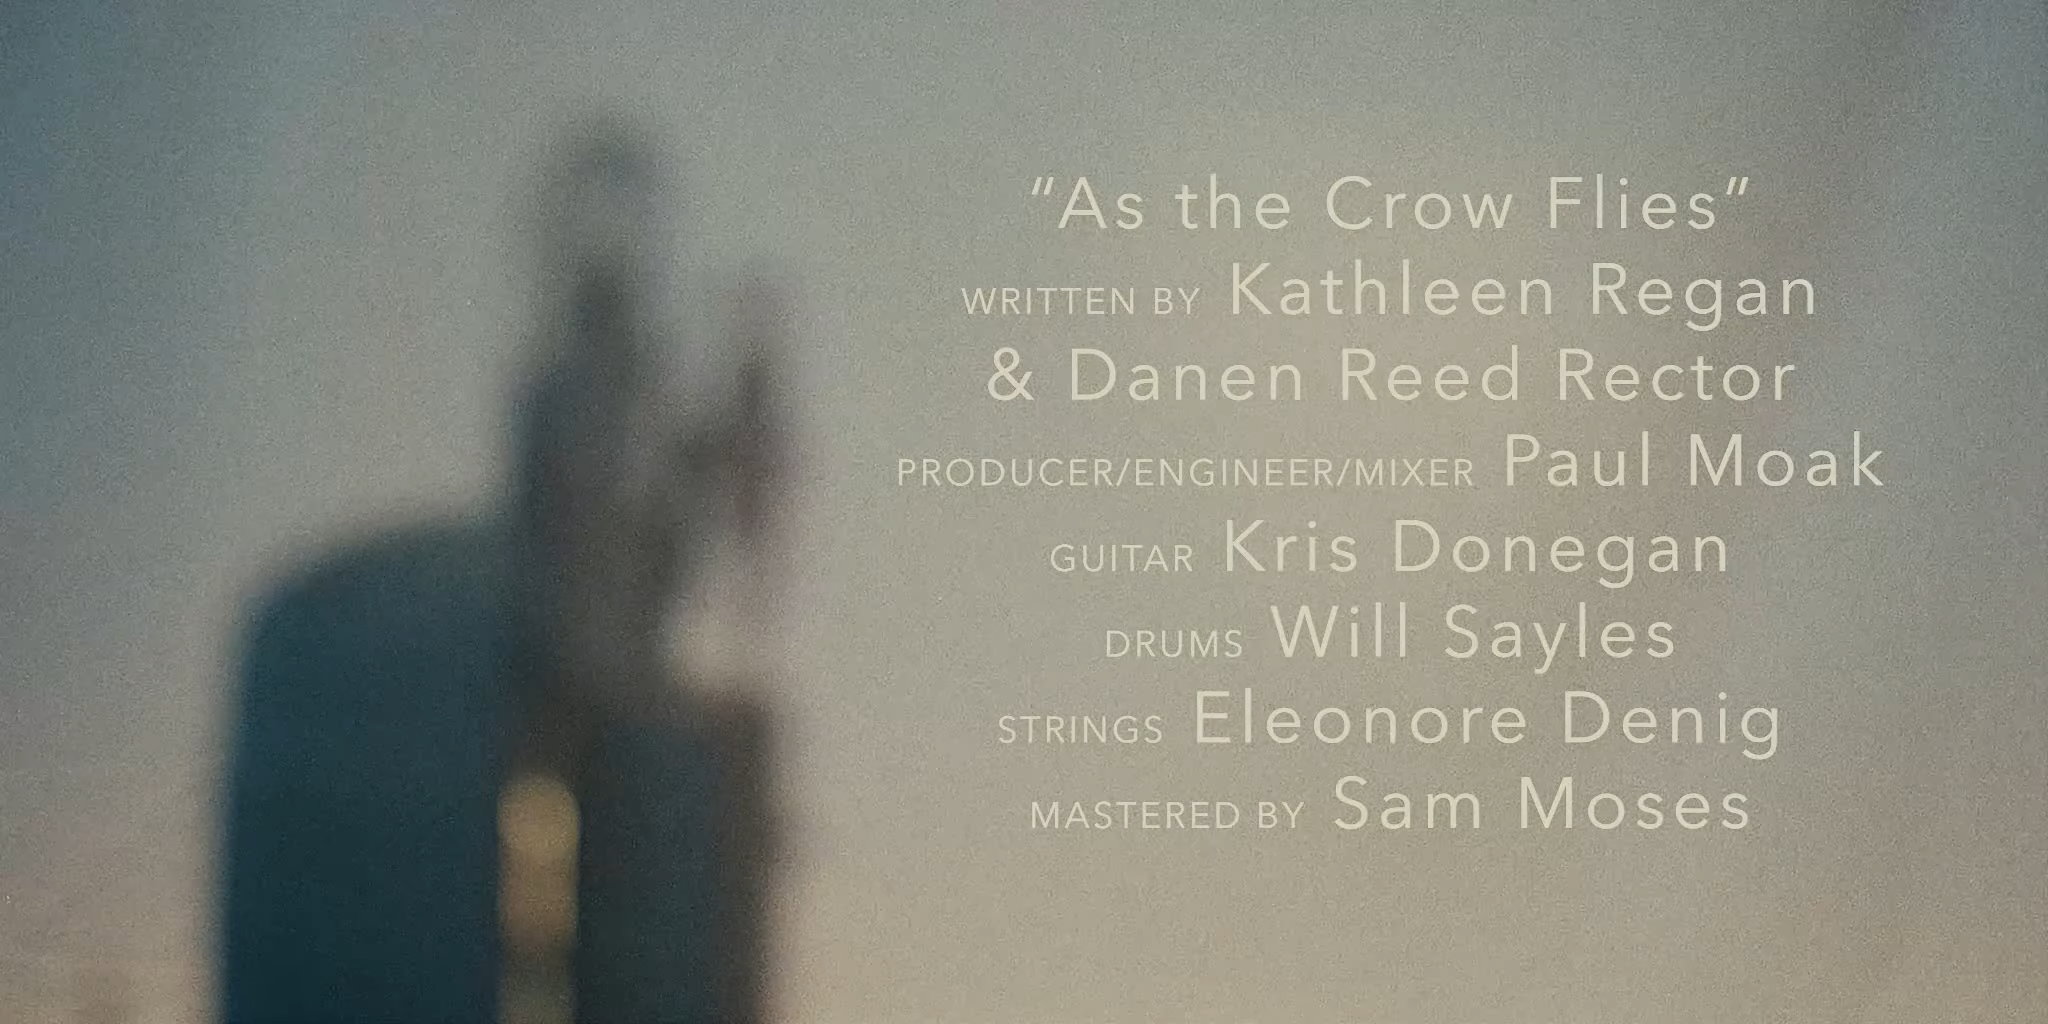 “As the Crow Flies”
WRITTEN BY Kathleen Regan
& Danen Reed Rector
PRODUCER/ENGINEER/MIXER Paul Moak
GUITAR Kris Donegan
DRUMS Will Sayles
STRINGS Eleonore Denig
MASTERED BY Sam Moses